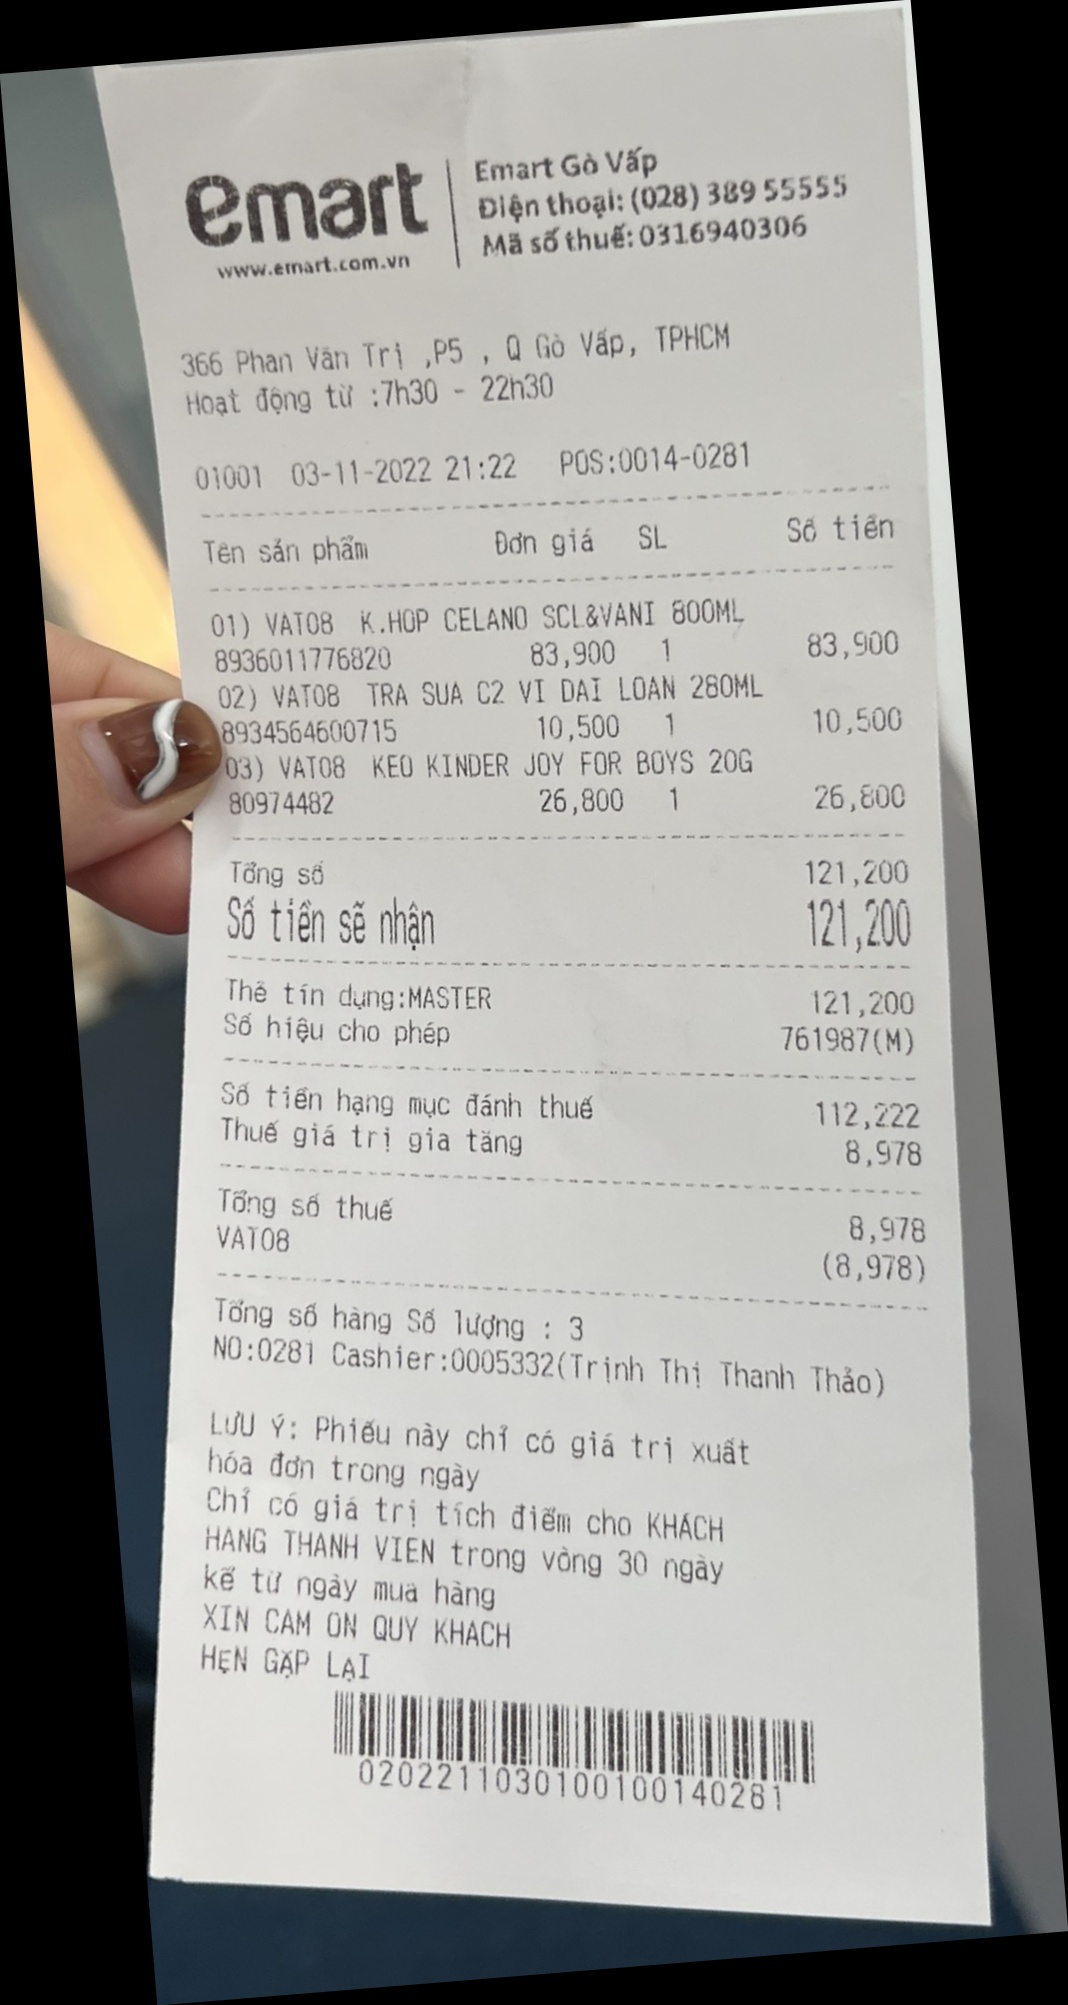 emart
www.emart.com.vn
Emart Gò Vấp
Điện thoại: (028) 389 55555
Mã số thuế: 0316940306
366 Phan Văn Trị ,P5 , Q Gò Vấp, TPHCM
Hoạt động từ :7h30 - 22h30
01001 03-11-2022 21:22 POS:0014-0281
Tên sản phẩm Đơn giá SL Số tiền
01) VAT08 K.HOP CELANO SCL&VANI 800ML
8936011776820 83,900 1 83,900
02) VAT08 TRA SUA C2 VI DAI LOAN 280ML
8934564600715 10,500 1 10,500
03) VAT08 KEO KINDER JOY FOR BOYS 20G
80974482 26,800 1 26,800
Tổng số 121,200
Số tiền sẽ nhận 121,200
Thẻ tín dụng:MASTER 121,200
Số hiệu cho phép 761987(M)
Số tiền hạng mục đánh thuế 112,222
Thuế giá trị gia tăng 8,978
Tổng số thuế 8,978
VAT08 (8,978)
Tổng số hàng Số lượng : 3
NO:0281 Cashier:0005332(Trịnh Thị Thanh Thảo)
LƯU Ý: Phiếu này chỉ có giá trị xuất
hóa đơn trong ngày
Chỉ có giá trị tích điểm cho KHÁCH
HANG THANH VIEN trong vòng 30 ngày
kể từ ngày mua hàng
XIN CAM ON QUY KHACH
HẸN GẶP LẠI
0202211030100100140281